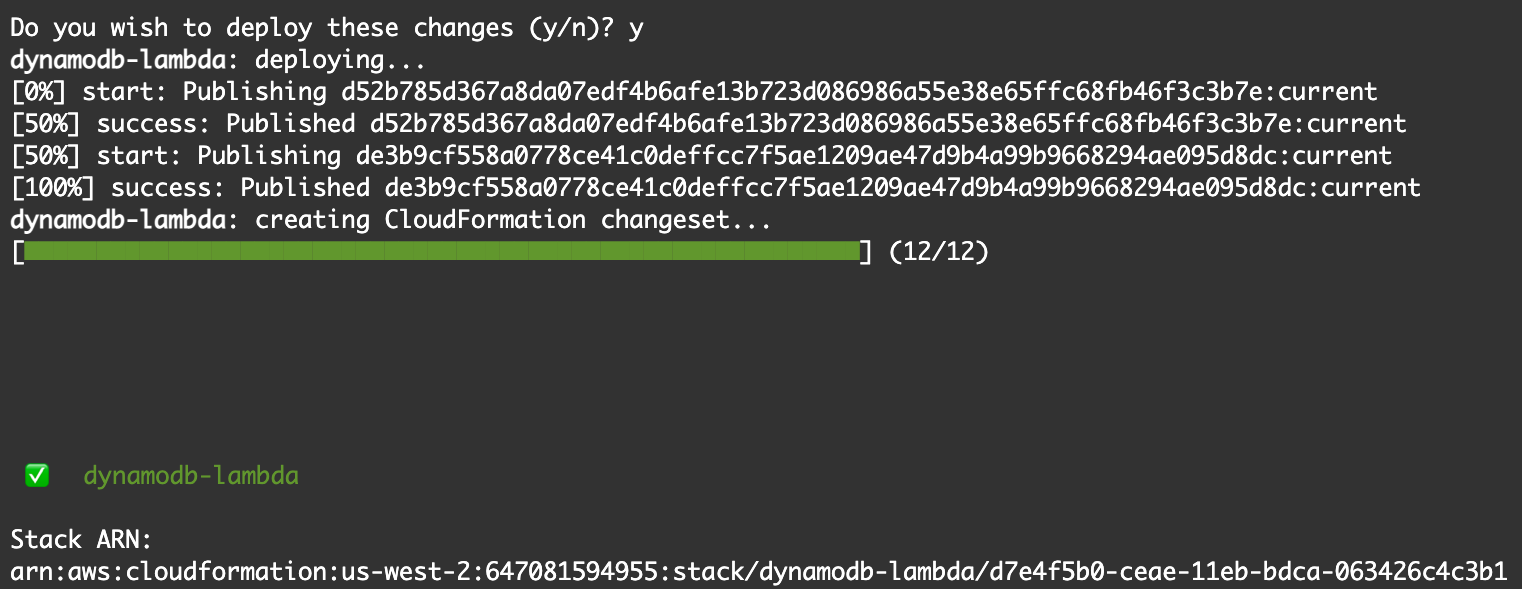 Do you wish to deploy these changes (y/n)? y
dynamodb-lambda: deploying...
[0%] start: Publishing d52b785d367a8da07edf4b6afe13b723d086986a55e38e65ffc68fb46f3c3b7e:current
[50%] success: Published d52b785d367a8da07edf4b6afe13b723d086986a55e38e65ffc68fb46f3c3b7e:current
[50%] start: Publishing de3b9cf558a0778ce41c0deffcc7f5ae1209ae47d9b4a99b9668294ae095d8dc:current
[100%] success: Published de3b9cf558a0778ce41c0deffcc7f5ae1209ae47d9b4a99b9668294ae095d8dc:current
dynamodb-lambda: creating CloudFormation changeset...
[] (12/12)
✅ dynamodb-lambda
Stack ARN:
arn:aws:cloudformation:us-west-2:647081594955:stack/dynamodb-lambda/d7e4f5b0-ceae-11eb-bdca-063426c4c3b1